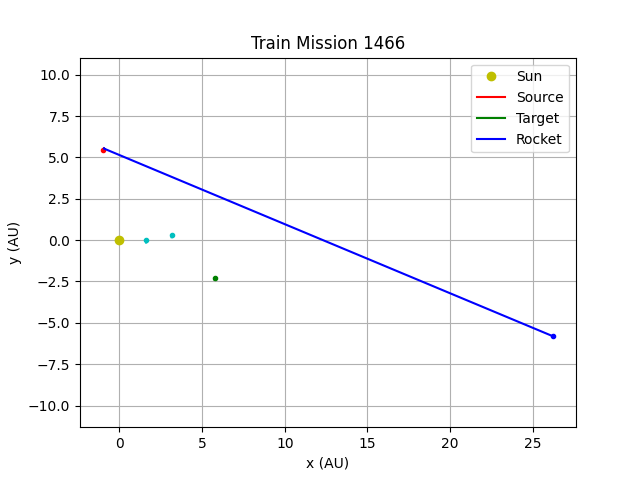 Train Mission 1466
Sun
Source
Target
Rocket
10.0
7.5
5.0
2.5
0.0
−2.5
−5.0
−7.5
−10.0
y (AU)
0 5 10 15 20 25
x (AU)